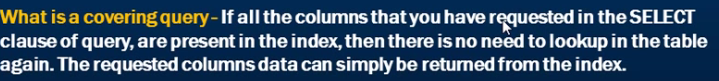 What is a covering query - If all the columns that you have requested in the SELECT
clause of query, are present in the index, then there is no need to lookup in the table
again. The requested columns data can simply be returned from the index.